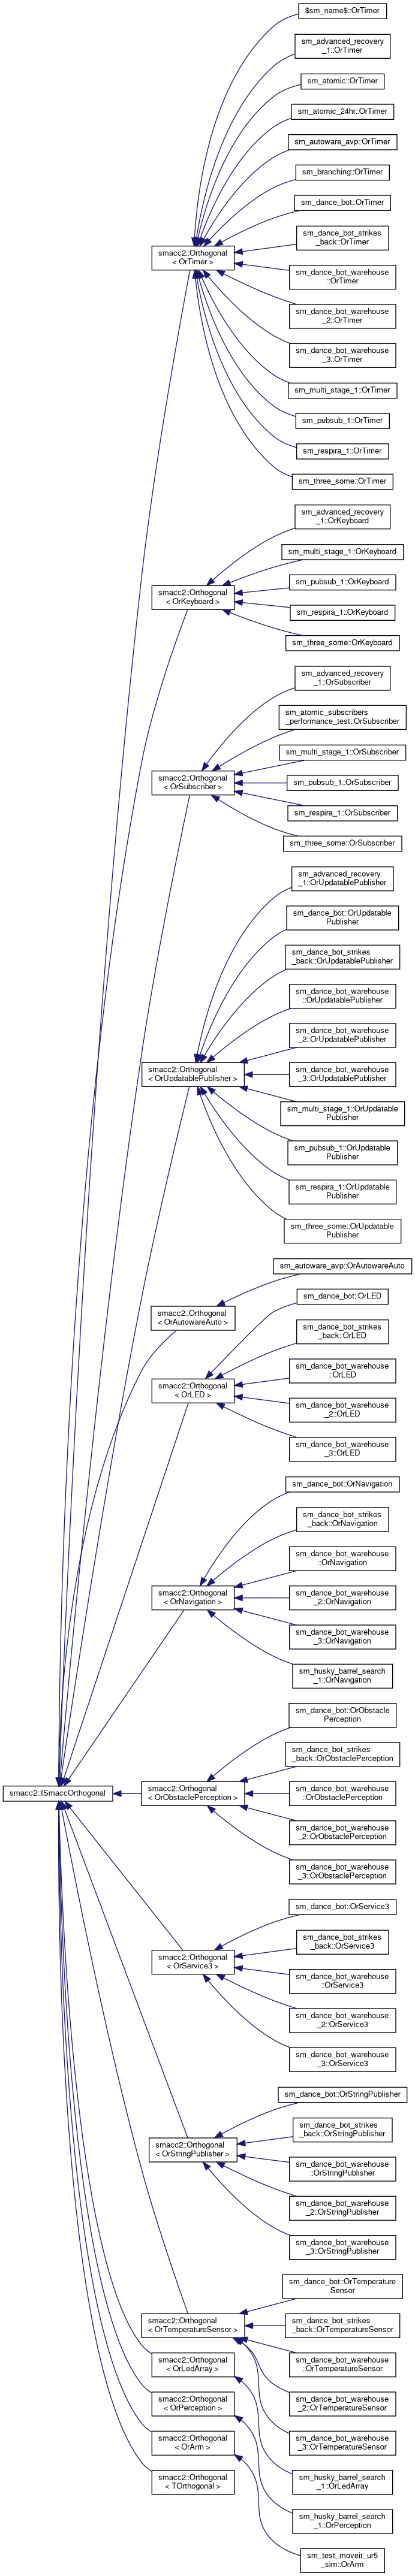 $sm_name$::OrTimer
sm_advanced_recovery
_1::OrTimer
sm_atomic::OrTimer
sm_atomic_24hr::OrTimer
sm_autoware_avp::OrTimer
sm_branching::OrTimer
sm_dance_bot::OrTimer
sm_dance_bot_strikes
_back::OrTimer
smacc2::Orthogonal
< OrTimer >
sm_dance_bot_warehouse
::OrTimer
sm_dance_bot_warehouse
_2::OrTimer
sm_dance_bot_warehouse
_3::OrTimer
sm_multi_stage_1::OrTimer
sm_pubsub_1::OrTimer
sm_respira_1::OrTimer
sm_three_some::OrTimer
sm_advanced_recovery
_1::OrKeyboard
sm_multi_stage_1::OrKeyboard
sm_pubsub_1::OrKeyboard
smacc2::Orthogonal
< OrKeyboard >
sm_respira_1::OrKeyboard
sm_three_some::OrKeyboard
sm_advanced_recovery
_1::OrSubscriber
sm_atomic_subscribers
_performance_test::OrSubscriber
sm_multi_stage_1::OrSubscriber
smacc2::Orthogonal
< OrSubscriber >
sm_pubsub_1::OrSubscriber
sm_respira_1::OrSubscriber
sm_three_some::OrSubscriber
sm_advanced_recovery
_1::OrUpdatablePublisher
sm_dance_bot::OrUpdatable
Publisher
sm_dance_bot_strikes
_back::OrUpdatablePublisher
sm_dance_bot_warehouse
::OrUpdatablePublisher
sm_dance_bot_warehouse
_2::OrUpdatablePublisher
smacc2::Orthogonal
< OrUpdatablePublisher >
sm_dance_bot_warehouse
_3::OrUpdatablePublisher
sm_multi_stage_1::OrUpdatable
Publisher
sm_pubsub_1::OrUpdatable
Publisher
sm_respira_1::OrUpdatable
Publisher
sm_three_some::OrUpdatable
Publisher
sm_autoware_avp::OrAutowareAuto
smacc2::Orthogonal
< OrAutowareAuto >
sm_dance_bot::OrLED
sm_dance_bot_strikes
_back::OrLED
smacc2::Orthogonal
< OrLED >
sm_dance_bot_warehouse
::OrLED
sm_dance_bot_warehouse
_2::OrLED
sm_dance_bot_warehouse
_3::OrLED
sm_dance_bot::OrNavigation
sm_dance_bot_strikes
_back::OrNavigation
sm_dance_bot_warehouse
::OrNavigation
smacc2::Orthogonal
< OrNavigation >
sm_dance_bot_warehouse
_2::OrNavigation
sm_dance_bot_warehouse
_3::OrNavigation
sm_husky_barrel_search
_1::OrNavigation
sm_dance_bot::OrObstacle
Perception
sm_dance_bot_strikes
_back::OrObstaclePerception
smacc2::ISmaccOrthogonal
smacc2::Orthogonal
< OrObstaclePerception >
sm_dance_bot_warehouse
::OrObstaclePerception
sm_dance_bot_warehouse
_2::OrObstaclePerception
sm_dance_bot_warehouse
_3::OrObstaclePerception
sm_dance_bot::OrService3
sm_dance_bot_strikes
_back::OrService3
smacc2::Orthogonal
< OrService3 >
sm_dance_bot_warehouse
::OrService3
sm_dance_bot_warehouse
_2::OrService3
sm_dance_bot_warehouse
_3::OrService3
sm_dance_bot::OrStringPublisher
sm_dance_bot_strikes
_back::OrStringPublisher
smacc2::Orthogonal
< OrStringPublisher >
sm_dance_bot_warehouse
::OrStringPublisher
sm_dance_bot_warehouse
_2::OrStringPublisher
sm_dance_bot_warehouse
_3::OrStringPublisher
sm_dance_bot::OrTemperature
Sensor
smacc2::Orthogonal
< OrTemperatureSensor >
sm_dance_bot_strikes
_back::OrTemperatureSensor
smacc2::Orthogonal
< OrLedArray >
sm_dance_bot_warehouse
::OrTemperatureSensor
smacc2::Orthogonal
< OrPerception >
sm_dance_bot_warehouse
_2::OrTemperatureSensor
smacc2::Orthogonal
< OrArm >
sm_dance_bot_warehouse
_3::OrTemperatureSensor
smacc2::Orthogonal
< TOrthogonal >
sm_husky_barrel_search
_1::OrLedArray
sm_husky_barrel_search
_1::OrPerception
sm_test_moveit_ur5
_sim::OrArm